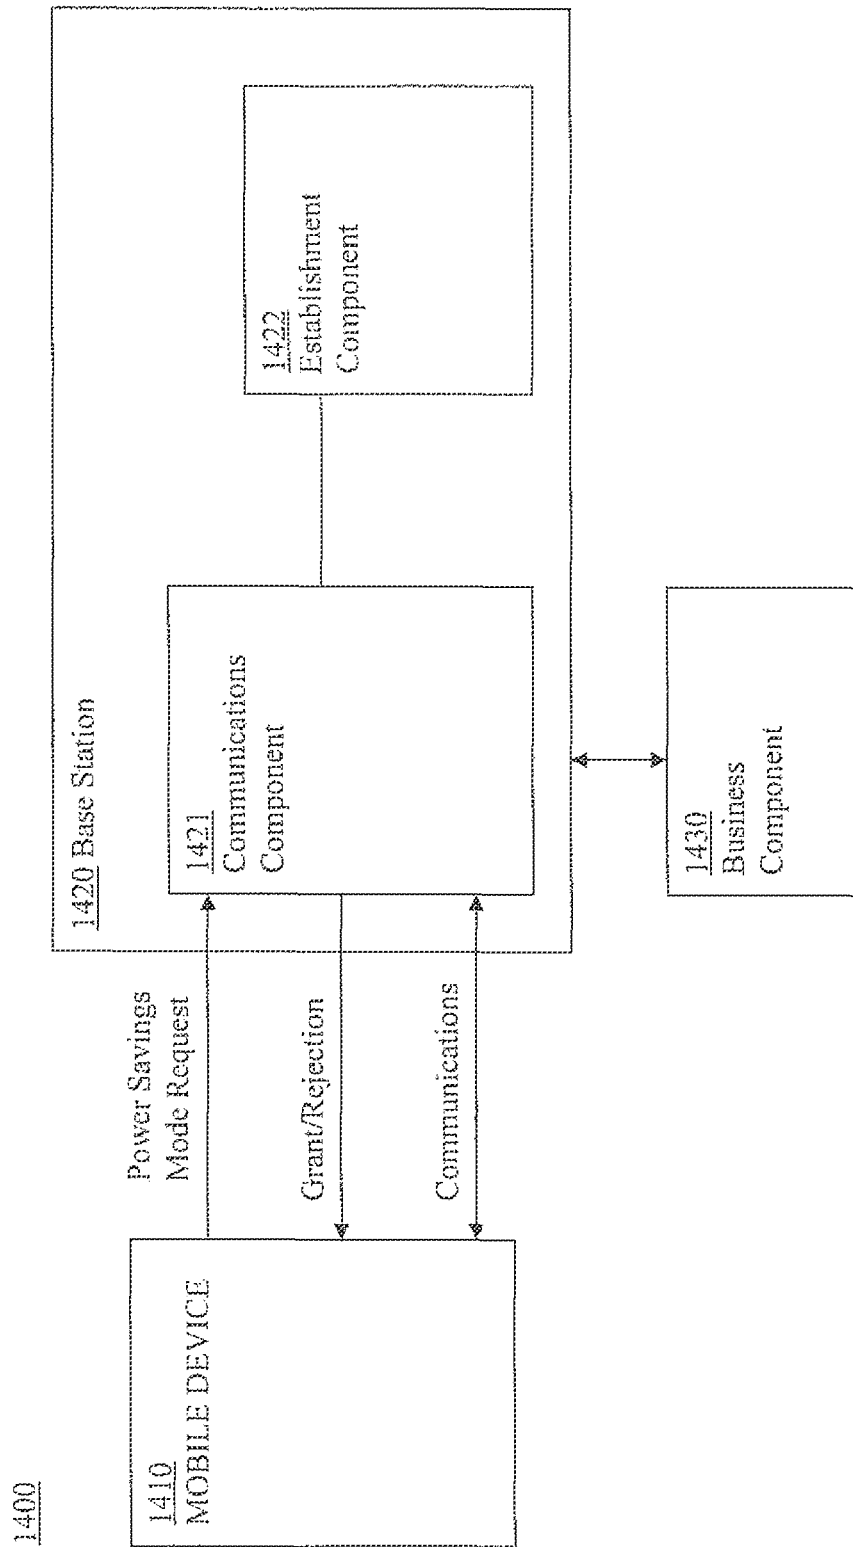 1400
1410
MOBILE DEVICE
Power Savings
Mode Request
Grant/Rejection
Communications
1420 Base Station
1421
Communications
Component
1422
Establishment
Component
1430
Business
Component